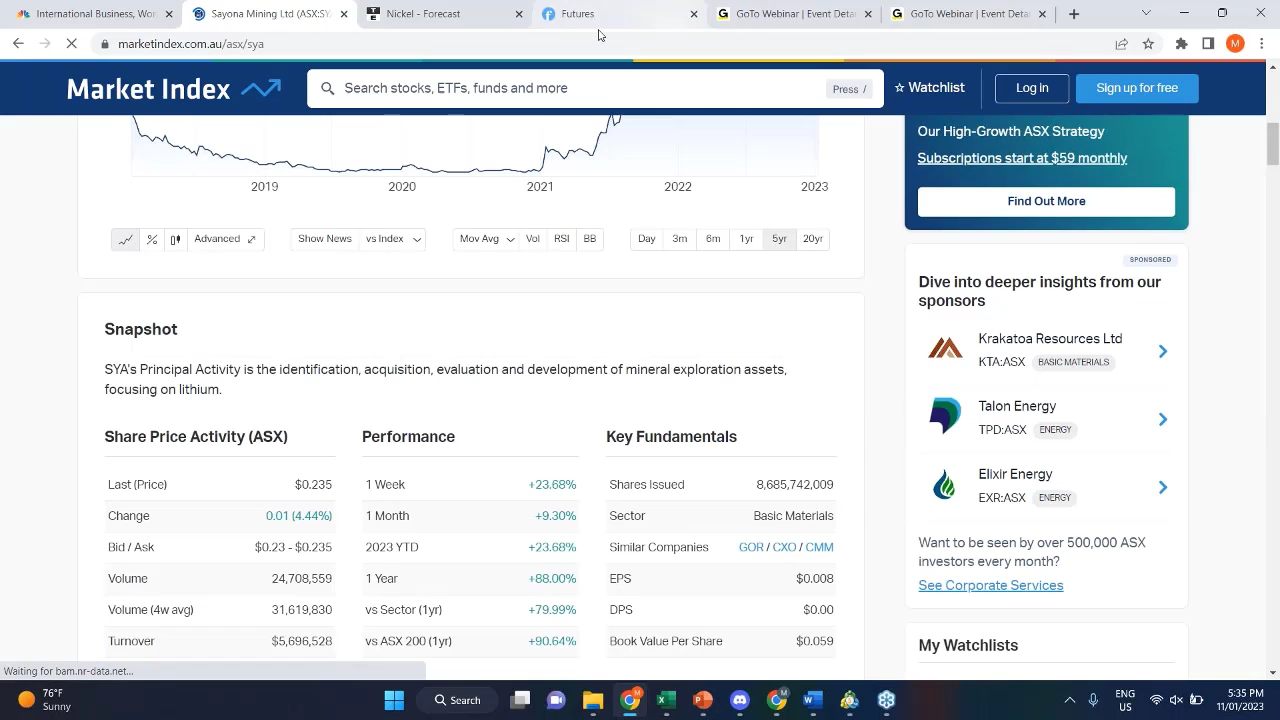 International Business, Wor
Sayona Mining Ltd (ASX:SY
Nickel - Forecast
Futures
GoTo Webinar | Event Deta
GoTo Webinar | Event Deta
marketindex.com.au/asx/sya
M
Market Index
Search stocks, ETFs, funds and more
Press /
Watchlist
Log in
Sign up for free
2019 2020 2021 2022 2023
Advanced
Show News
vs Index
Mov Avg
Vol
RSI
BB
Day
3m
6m
1yr
5yr
20yr
Snapshot
SYA's Principal Activity is the identification, acquisition, evaluation and development of mineral exploration assets,
focusing on lithium.
Share Price Activity (ASX)
Last (Price) $0.235
Change 0.01 (4.44%)
Bid / Ask $0.23 - $0.235
Volume 24,708,559
Volume (4w avg) 31,619,830
Turnover $5,696,528
Performance
1 Week +23.68%
1 Month +9.30%
2023 YTD +23.68%
1 Year +88.00%
vs Sector (1yr) +79.99%
vs ASX 200 (1yr) +90.64%
Key Fundamentals
Shares Issued 8,685,742,009
Sector Basic Materials
Similar Companies GOR / CXO / CMM
EPS $0.008
DPS $0.00
Book Value Per Share $0.059
Our High-Growth ASX Strategy
Subscriptions start at $59 monthly
Find Out More
SPONSORED
Dive into deeper insights from our
sponsors
Krakatoa Resources Ltd
KTA:ASX BASIC MATERIALS
Talon Energy
TPD:ASX ENERGY
Elixir Energy
EXR:ASX ENERGY
Want to be seen by over 500,000 ASX
investors every month?
See Corporate Services
My Watchlists
Waiting for bam.nr-data.net...
76°F
Sunny
Search
ENG
US
5:35 PM
11/01/2023